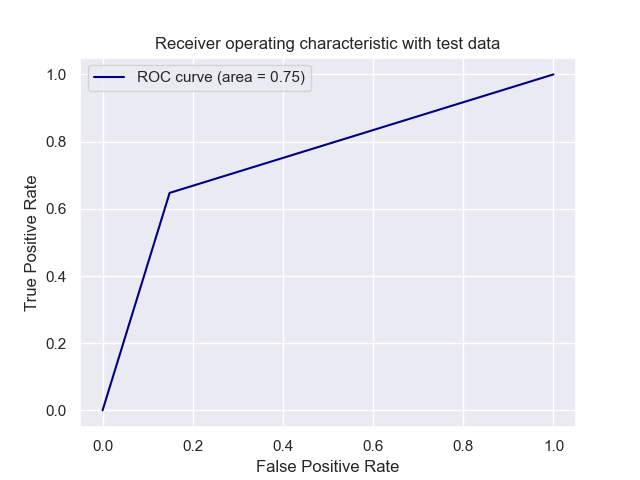 Receiver operating characteristic with test data
ROC curve (area = 0.75)
1.0
0.8
0.6
0.4
0.2
0.0
True Positive Rate
0.0 0.2 0.4 0.6 0.8 1.0
False Positive Rate